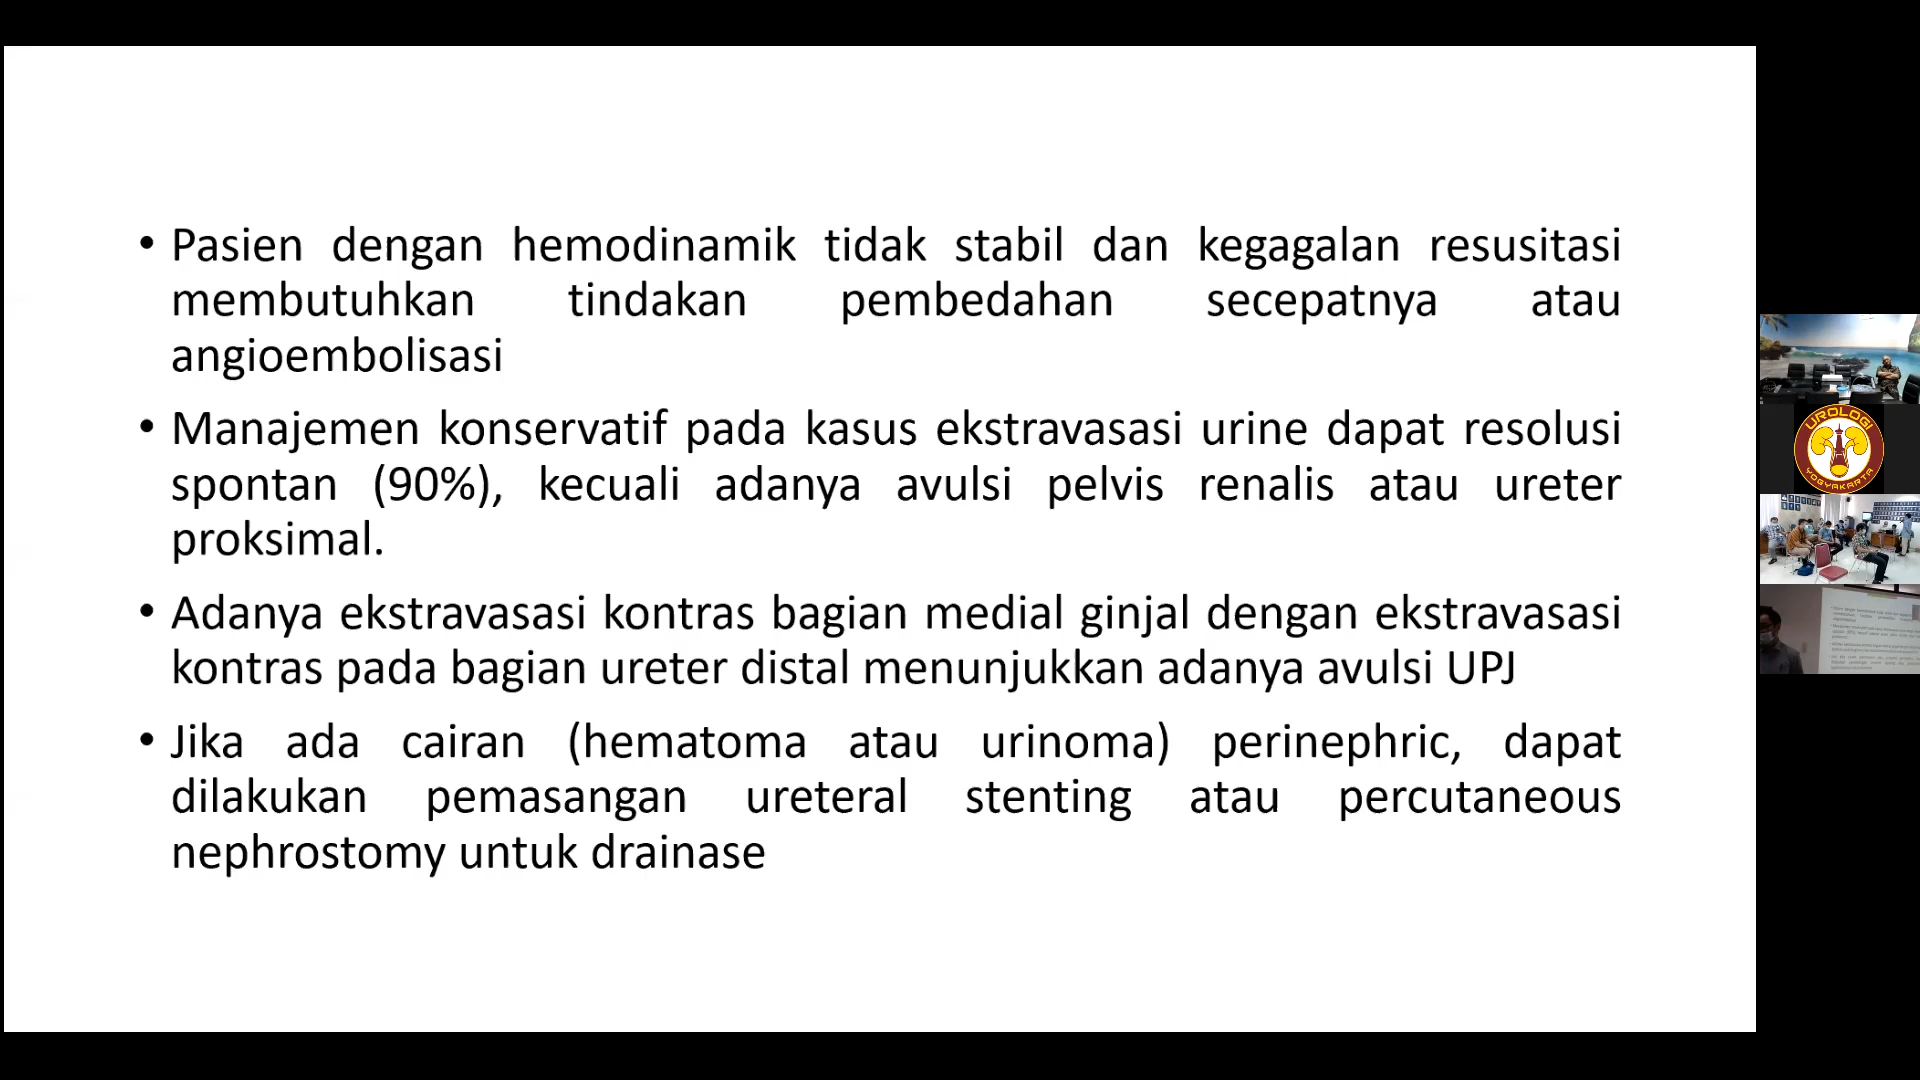 • Pasien dengan hemodinamik tidak stabil dan kegagalan resusitasi
membutuhkan tindakan pembedahan secepatnya atau
angioembolisasi
• Manajemen konservatif pada kasus ekstravasasi urine dapat resolusi
spontan (90%), kecuali adanya avulsi pelvis renalis atau ureter
proksimal.
• Adanya ekstravasasi kontras bagian medial ginjal dengan ekstravasasi
kontras pada bagian ureter distal menunjukkan adanya avulsi UPJ
• Jika ada cairan (hematoma atau urinoma) perinephric, dapat
dilakukan pemasangan ureteral stenting atau percutaneous
nephrostomy untuk drainase
UROLOGI
YOGYAKARTA